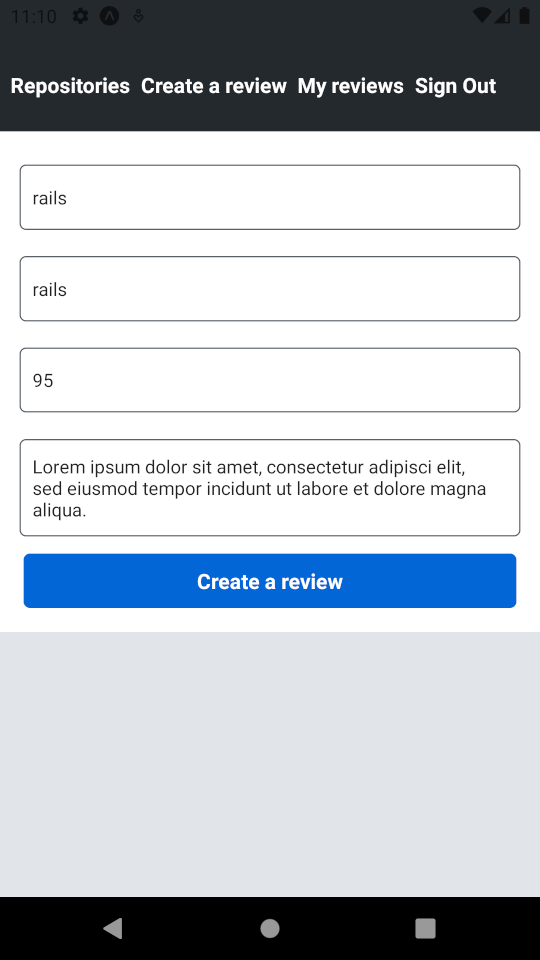 11:10
Repositories Create a review My reviews Sign Out
rails
rails
95
Lorem ipsum dolor sit amet, consectetur adipisci elit,
sed eiusmod tempor incidunt ut labore et dolore magna
aliqua.
Create a review